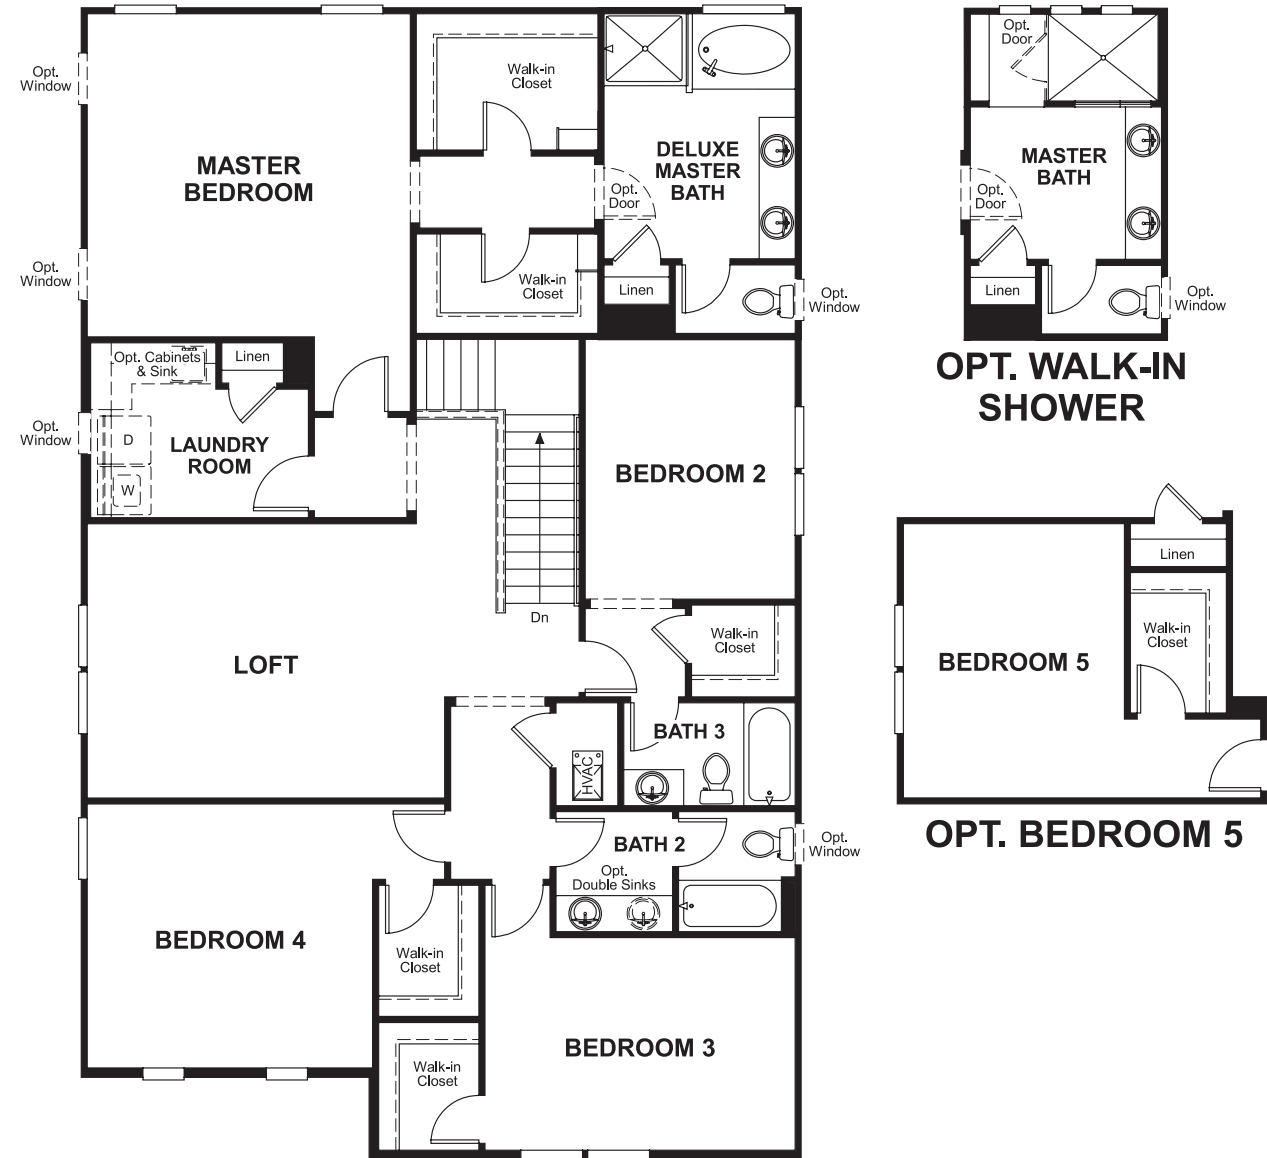 Opt.
Window
MASTER
BEDROOM
Walk-in
Closet
DELUXE
MASTER
BATH
Opt.
Door
Opt.
Window
Walk-in
Closet
Linen
Opt.
Window
Opt. Cabinets
& Sink
Linen
Opt.
Window
D
W
LAUNDRY
ROOM
BEDROOM 2
Dn
LOFT
Walk-in
Closet
BATH 3
HVAC
BATH 2
Opt.
Double Sinks
Opt.
Window
BEDROOM 4
Walk-in
Closet
BEDROOM 3
Walk-in
Closet
Opt.
Door
MASTER
BATH
Opt.
Door
Linen
Opt.
Window
OPT. WALK-IN
SHOWER
Linen
Walk-in
Closet
BEDROOM 5
OPT. BEDROOM 5